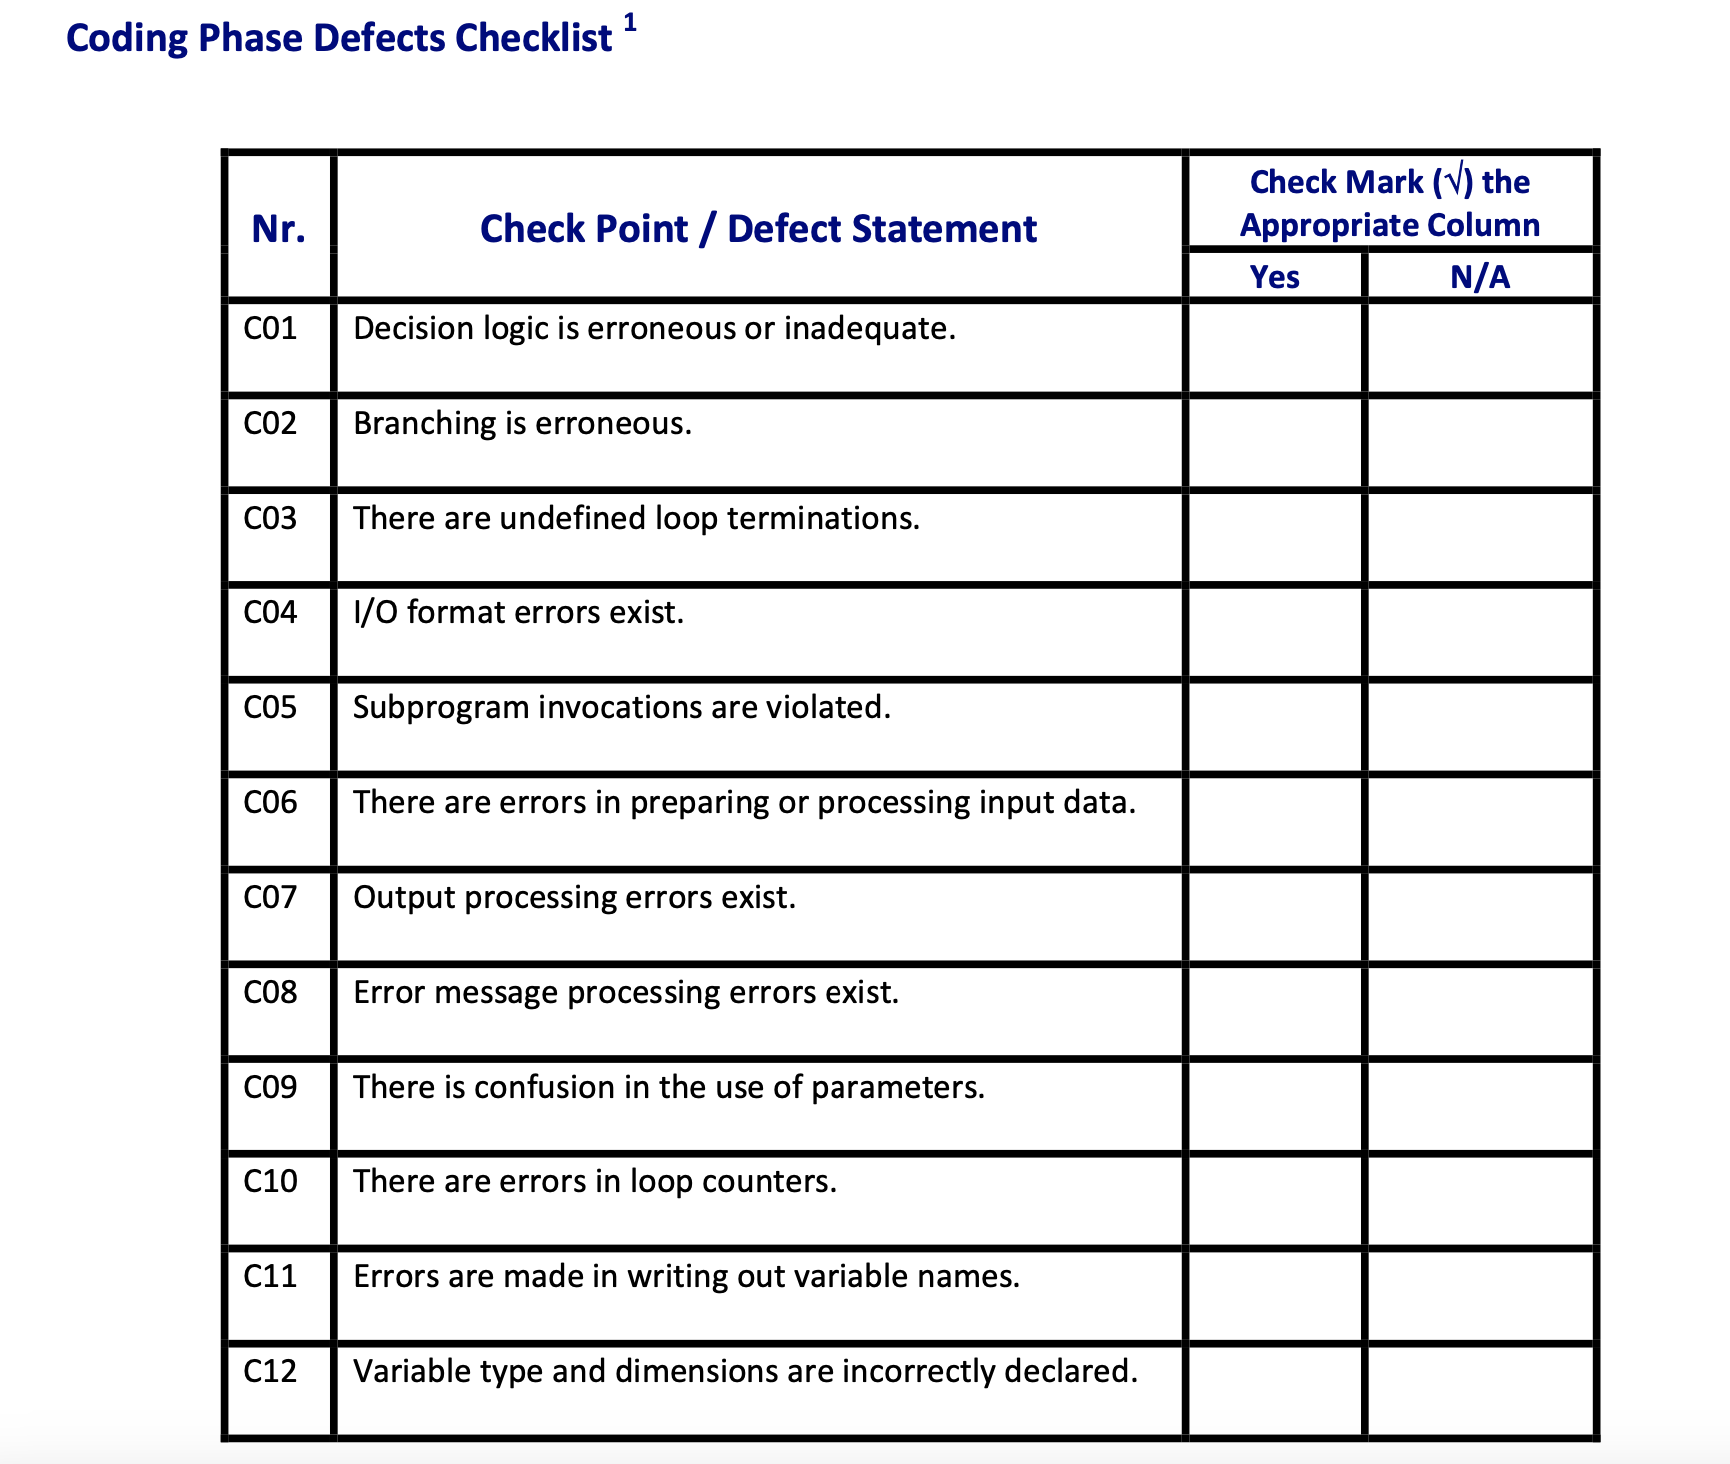 Coding Phase Defects Checklist 1
Nr.
Check Point / Defect Statement
Check Mark (√) the
Appropriate Column
Yes
N/A
C01 Decision logic is erroneous or inadequate.
C02 Branching is erroneous.
C03 There are undefined loop terminations.
C04 I/O format errors exist.
C05 Subprogram invocations are violated.
C06 There are errors in preparing or processing input data.
C07 Output processing errors exist.
C08 Error message processing errors exist.
C09 There is confusion in the use of parameters.
C10 There are errors in loop counters.
C11 Errors are made in writing out variable names.
C12 Variable type and dimensions are incorrectly declared.